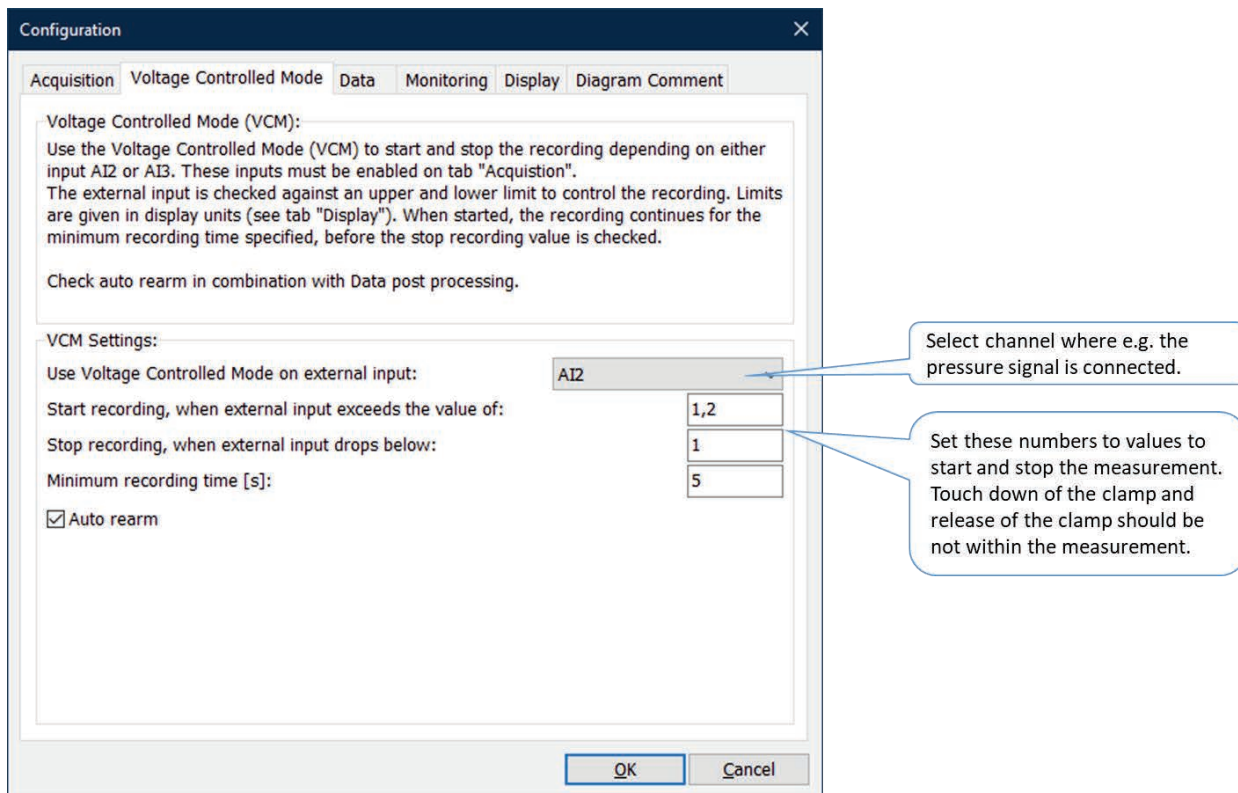 Configuration
Acquisition Voltage Controlled Mode Data Monitoring Display Diagram Comment
Voltage Controlled Mode (VCM):
Use the Voltage Controlled Mode (VCM) to start and stop the recording depending on either
input AI2 or AI3. These inputs must be enabled on tab "Acquistion".
The external input is checked against an upper and lower limit to control the recording. Limits
are given in display units (see tab "Display"). When started, the recording continues for the
minimum recording time specified, before the stop recording value is checked.
Check auto rearm in combination with Data post processing.
VCM Settings:
Use Voltage Controlled Mode on external input: AI2
Start recording, when external input exceeds the value of: 1,2
Stop recording, when external input drops below: 1
Minimum recording time [s]: 5
Auto rearm
OK Cancel
Select channel where e.g. the
pressure signal is connected.
Set these numbers to values to
start and stop the measurement.
Touch down of the clamp and
release of the clamp should be
not within the measurement.